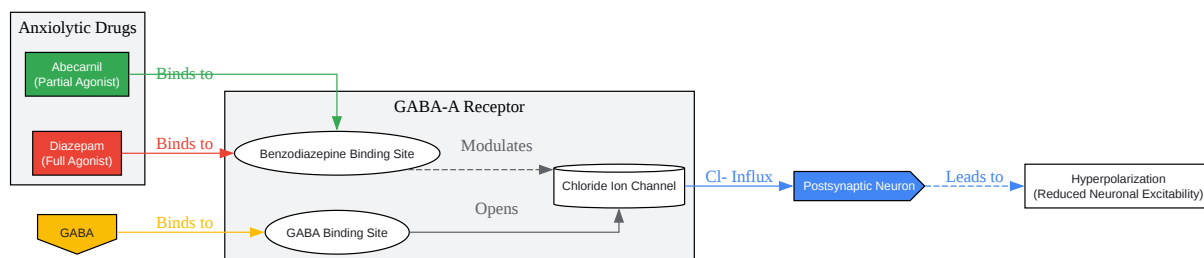 Anxiolytic Drugs
Abecarnil
(Partial Agonist)
Binds to
GABA-A Receptor
Diazepam
(Full Agonist)
Binds to
Benzodiazepine Binding Site
Modulates
Chloride Ion Channel
Cl- Influx
Postsynaptic Neuron
Leads to
Hyperpolarization
(Reduced Neuronal Excitability)
GABA
Binds to
GABA Binding Site
Opens